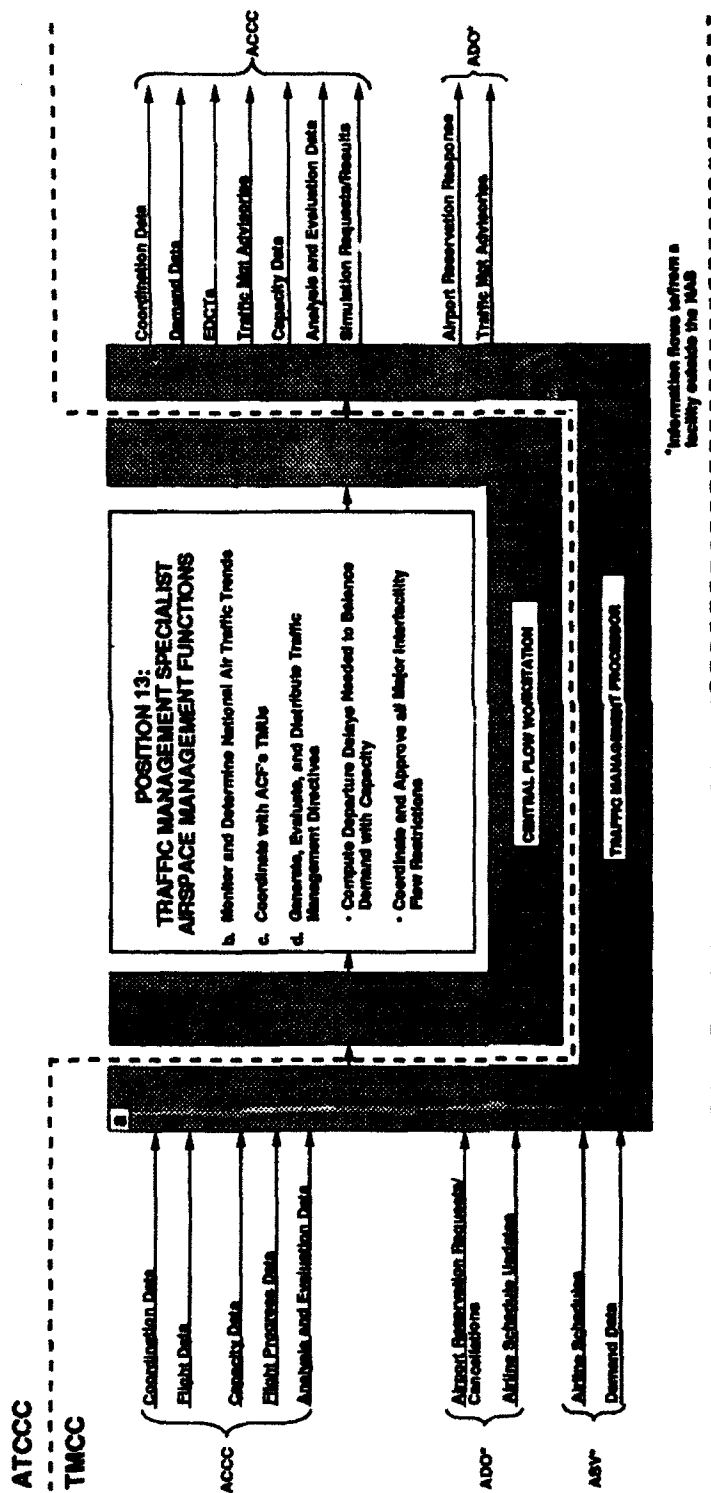 ATCCC
TMCC
Coordination Data
Flight Data
Capacity Data
Flight Progress Data
Analysis and Evaluation Data
ACCC
Airport Reservation Requests/
Cancellations
Airline Schedule Updates
ADO*
Airline Schedules
Demand Data
ASV*
a
POSITION 13:
TRAFFIC MANAGEMENT SPECIALIST
AIRSPACE MANAGEMENT FUNCTIONS
b. Monitor and Determine National Air Traffic Trends
c. Coordinate with ACF's TMUs
d. Generate, Evaluate, and Distribute Traffic
Management Directives
• Compute Departure Delays Needed to Balance
Demand with Capacity
• Coordinate and Approve all Major Interfacility
Flow Restrictions
CENTRAL FLOW WORKSTATION
TRAFFIC MANAGEMENT PROCESSOR
Coordination Data
Demand Data
EDCTs
Traffic Mgt Advisories
Capacity Data
Analysis and Evaluation Data
Simulation Requests/Results
ACCC
Airport Reservation Response
Traffic Mgt Advisories
ADO*
*Information flows to/from a
facility outside the NAS